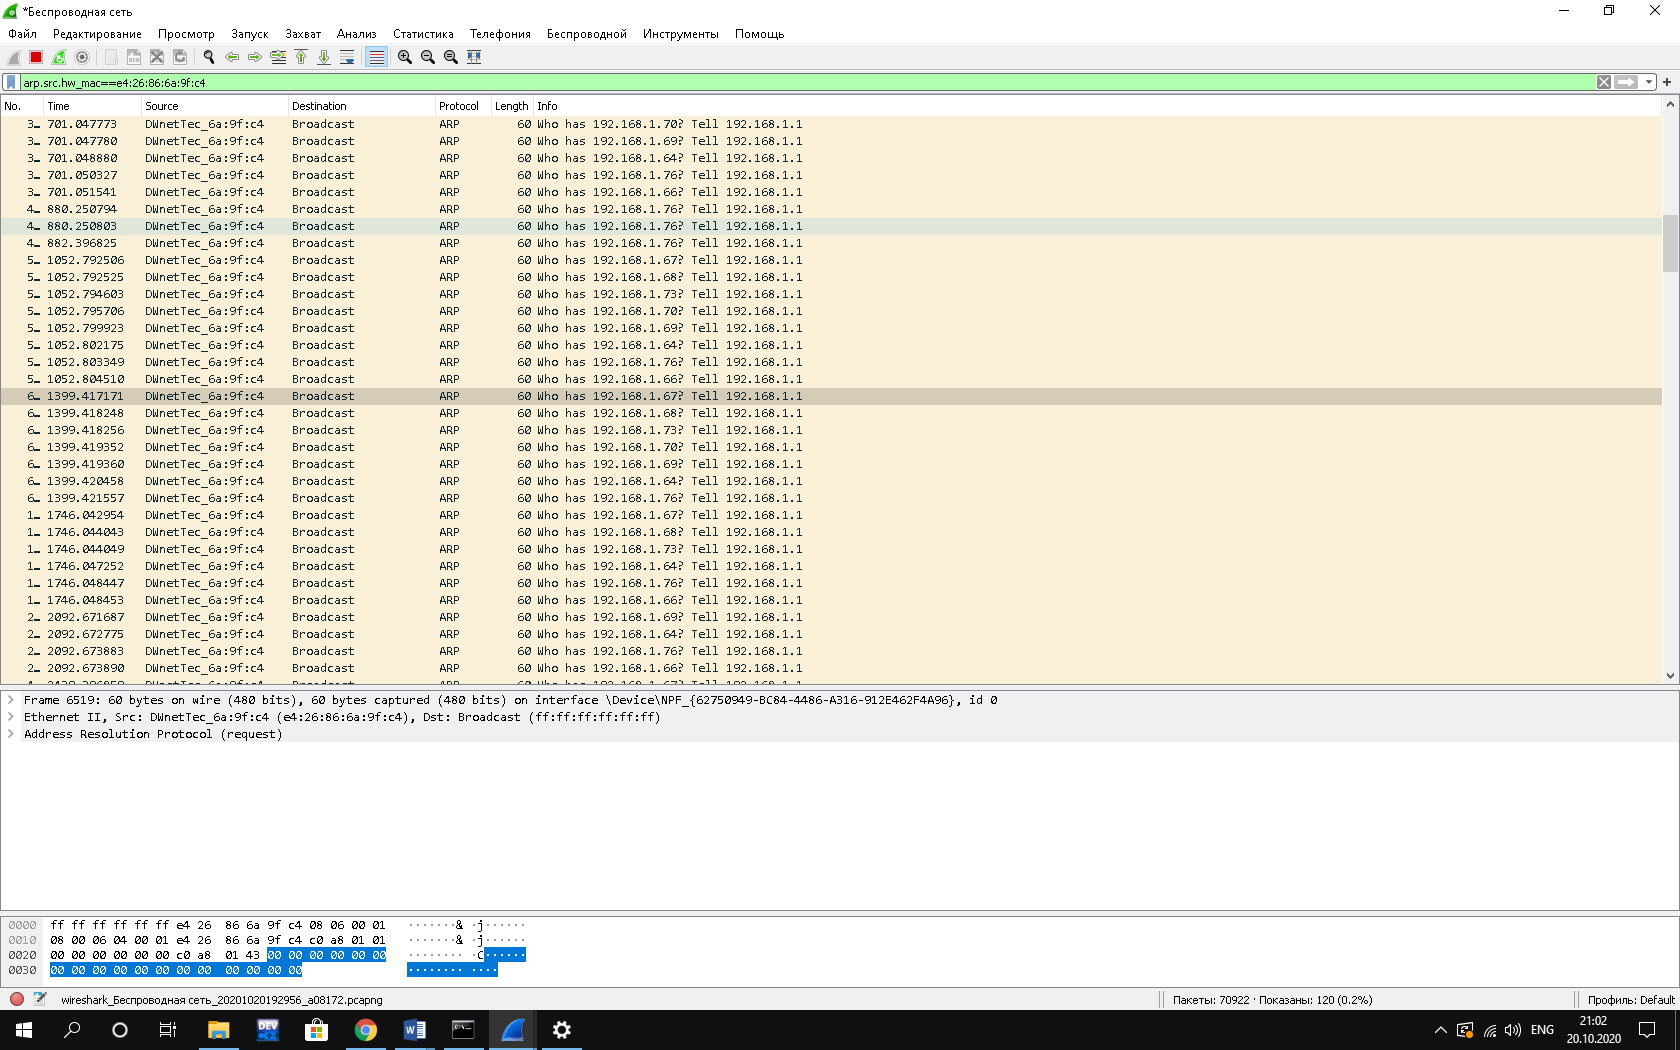 *Беспроводная сеть
Файл Редактирование Просмотр Запуск Захват Анализ Статистика Телефония Беспроводной Инструменты Помощь
arp.src.hw_mac==e4:26:86:6a:9f:c4
No. Time Source Destination Protocol Length Info
3… 701.047773 DWnetTec_6a:9f:c4 Broadcast ARP 60 Who has 192.168.1.70? Tell 192.168.1.1
3… 701.047780 DWnetTec_6a:9f:c4 Broadcast ARP 60 Who has 192.168.1.69? Tell 192.168.1.1
3… 701.048880 DWnetTec_6a:9f:c4 Broadcast ARP 60 Who has 192.168.1.64? Tell 192.168.1.1
3… 701.050327 DWnetTec_6a:9f:c4 Broadcast ARP 60 Who has 192.168.1.76? Tell 192.168.1.1
3… 701.051541 DWnetTec_6a:9f:c4 Broadcast ARP 60 Who has 192.168.1.66? Tell 192.168.1.1
4… 880.250794 DWnetTec_6a:9f:c4 Broadcast ARP 60 Who has 192.168.1.76? Tell 192.168.1.1
4… 880.250803 DWnetTec_6a:9f:c4 Broadcast ARP 60 Who has 192.168.1.76? Tell 192.168.1.1
4… 882.396825 DWnetTec_6a:9f:c4 Broadcast ARP 60 Who has 192.168.1.76? Tell 192.168.1.1
5… 1052.792506 DWnetTec_6a:9f:c4 Broadcast ARP 60 Who has 192.168.1.67? Tell 192.168.1.1
5… 1052.792525 DWnetTec_6a:9f:c4 Broadcast ARP 60 Who has 192.168.1.68? Tell 192.168.1.1
5… 1052.794603 DWnetTec_6a:9f:c4 Broadcast ARP 60 Who has 192.168.1.73? Tell 192.168.1.1
5… 1052.795706 DWnetTec_6a:9f:c4 Broadcast ARP 60 Who has 192.168.1.70? Tell 192.168.1.1
5… 1052.799923 DWnetTec_6a:9f:c4 Broadcast ARP 60 Who has 192.168.1.69? Tell 192.168.1.1
5… 1052.802175 DWnetTec_6a:9f:c4 Broadcast ARP 60 Who has 192.168.1.64? Tell 192.168.1.1
5… 1052.803349 DWnetTec_6a:9f:c4 Broadcast ARP 60 Who has 192.168.1.76? Tell 192.168.1.1
5… 1052.804510 DWnetTec_6a:9f:c4 Broadcast ARP 60 Who has 192.168.1.66? Tell 192.168.1.1
6… 1399.417171 DWnetTec_6a:9f:c4 Broadcast ARP 60 Who has 192.168.1.67? Tell 192.168.1.1
6… 1399.418248 DWnetTec_6a:9f:c4 Broadcast ARP 60 Who has 192.168.1.68? Tell 192.168.1.1
6… 1399.418256 DWnetTec_6a:9f:c4 Broadcast ARP 60 Who has 192.168.1.73? Tell 192.168.1.1
6… 1399.419352 DWnetTec_6a:9f:c4 Broadcast ARP 60 Who has 192.168.1.70? Tell 192.168.1.1
6… 1399.419360 DWnetTec_6a:9f:c4 Broadcast ARP 60 Who has 192.168.1.69? Tell 192.168.1.1
6… 1399.420458 DWnetTec_6a:9f:c4 Broadcast ARP 60 Who has 192.168.1.64? Tell 192.168.1.1
6… 1399.421557 DWnetTec_6a:9f:c4 Broadcast ARP 60 Who has 192.168.1.76? Tell 192.168.1.1
1… 1746.042954 DWnetTec_6a:9f:c4 Broadcast ARP 60 Who has 192.168.1.67? Tell 192.168.1.1
1… 1746.044043 DWnetTec_6a:9f:c4 Broadcast ARP 60 Who has 192.168.1.68? Tell 192.168.1.1
1… 1746.044049 DWnetTec_6a:9f:c4 Broadcast ARP 60 Who has 192.168.1.73? Tell 192.168.1.1
1… 1746.047252 DWnetTec_6a:9f:c4 Broadcast ARP 60 Who has 192.168.1.64? Tell 192.168.1.1
1… 1746.048447 DWnetTec_6a:9f:c4 Broadcast ARP 60 Who has 192.168.1.76? Tell 192.168.1.1
1… 1746.048453 DWnetTec_6a:9f:c4 Broadcast ARP 60 Who has 192.168.1.66? Tell 192.168.1.1
2… 2092.671687 DWnetTec_6a:9f:c4 Broadcast ARP 60 Who has 192.168.1.69? Tell 192.168.1.1
2… 2092.672775 DWnetTec_6a:9f:c4 Broadcast ARP 60 Who has 192.168.1.64? Tell 192.168.1.1
2… 2092.673883 DWnetTec_6a:9f:c4 Broadcast ARP 60 Who has 192.168.1.76? Tell 192.168.1.1
2… 2092.673890 DWnetTec_6a:9f:c4 Broadcast ARP 60 Who has 192.168.1.66? Tell 192.168.1.1
Frame 6519: 60 bytes on wire (480 bits), 60 bytes captured (480 bits) on interface \Device\NPF_{62750949-BC84-4486-A316-912E462F4A96}, id 0
Ethernet II, Src: DWnetTec_6a:9f:c4 (e4:26:86:6a:9f:c4), Dst: Broadcast (ff:ff:ff:ff:ff:ff)
Address Resolution Protocol (request)
0000 ff ff ff ff ff ff e4 26 86 6a 9f c4 08 06 00 01 ·······& ·j······
0010 08 00 06 04 00 01 e4 26 86 6a 9f c4 c0 a8 01 01 ·······& ·j······
0020 00 00 00 00 00 00 c0 a8 01 43 00 00 00 00 00 00 ········ ·C······
0030 00 00 00 00 00 00 00 00 00 00 00 00 ········ ····
wireshark_Беспроводная сеть_20201020192956_a08172.pcapng
Пакеты: 70922 · Показаны: 120 (0.2%)
Профиль: Default
DEV
C++
ENG
21:02
20.10.2020